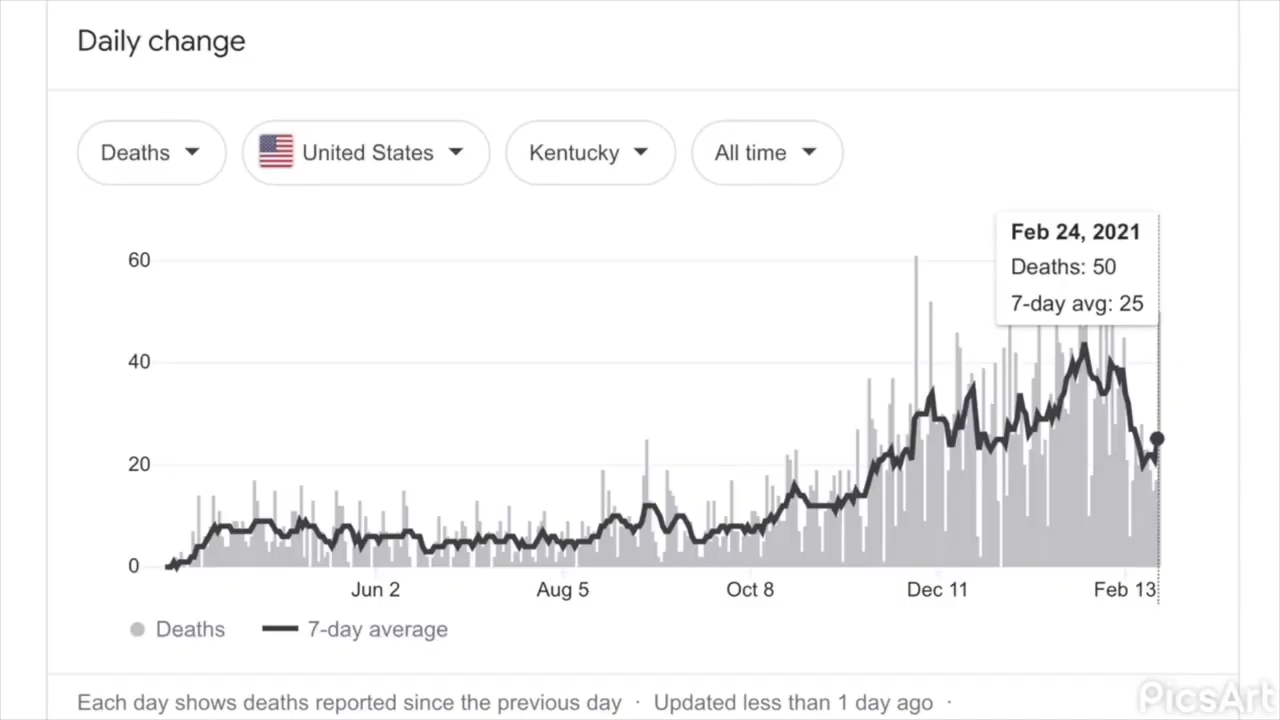 Daily change
Deaths
United States
Kentucky
All time
Feb 24, 2021
Deaths: 50
7-day avg: 25
60
40
20
0
Jun 2
Aug 5
Oct 8
Dec 11
Feb 13
Deaths
7-day average
Each day shows deaths reported since the previous day · Updated less than 1 day ago ·
PicsArt